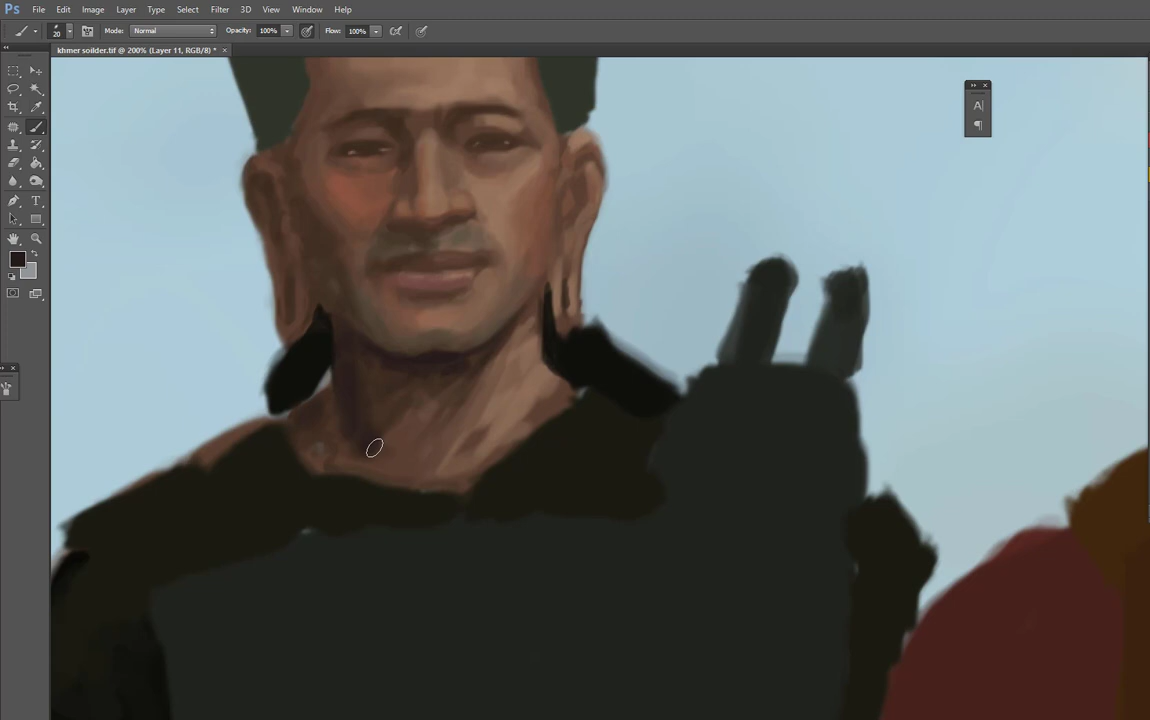 Ps File Edit Image Layer Type Select Filter 3D View Window Help
20 Mode: Normal Opacity: 100% Flow: 100%
khmer soilder.tif @ 200% (Layer 11, RGB/8) * ×
A
¶
T